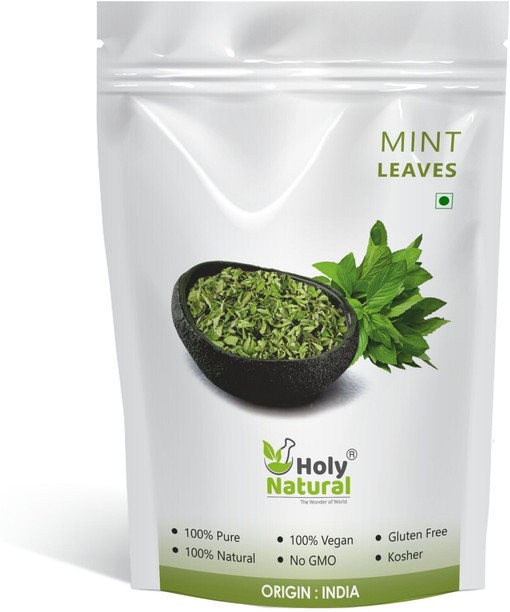 MINT
LEAVES
Holy®
Natural
The Wonder of World
• 100% Pure
• 100% Natural
• 100% Vegan
• No GMO
• Gluten Free
• Kosher
ORIGIN : INDIA